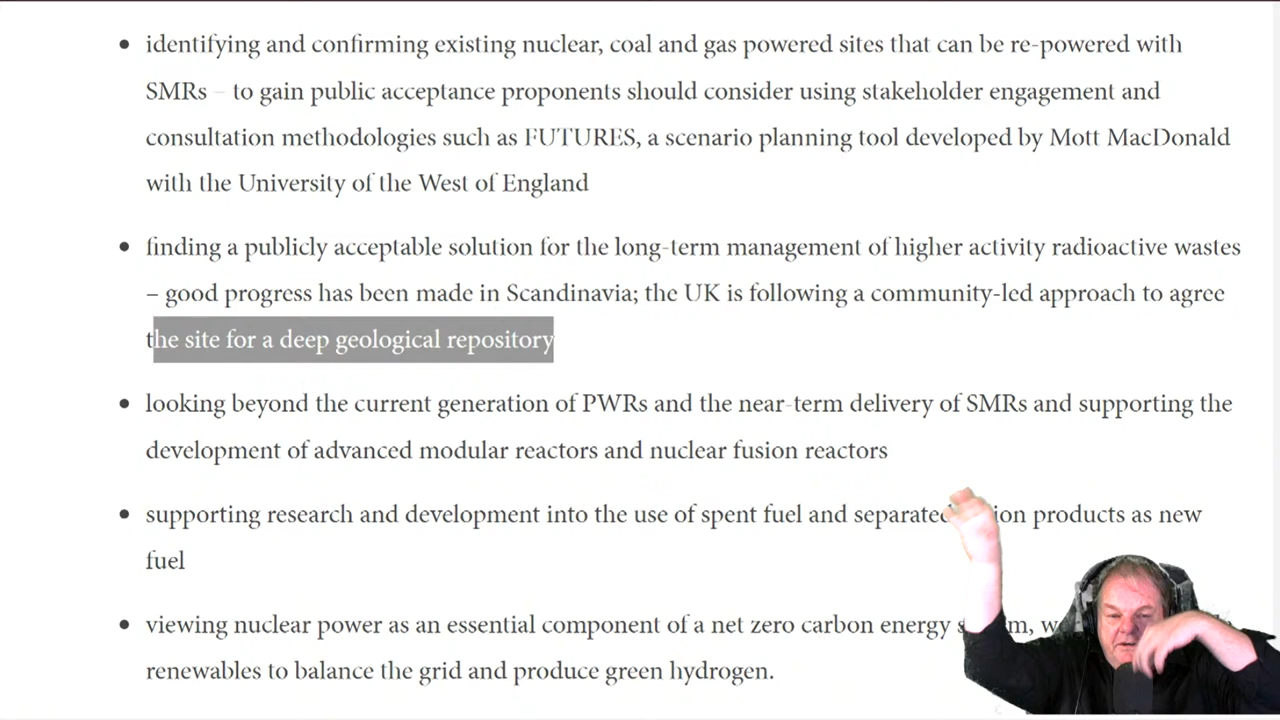 identifying and confirming existing nuclear, coal and gas powered sites that can be re-powered with
SMRs – to gain public acceptance proponents should consider using stakeholder engagement and
consultation methodologies such as FUTURES, a scenario planning tool developed by Mott MacDonald
with the University of the West of England
finding a publicly acceptable solution for the long-term management of higher activity radioactive wastes
– good progress has been made in Scandinavia; the UK is following a community-led approach to agree
the site for a deep geological repository
looking beyond the current generation of PWRs and the near-term delivery of SMRs and supporting the
development of advanced modular reactors and nuclear fusion reactors
supporting research and development into the use of spent fuel and products as new
fuel
viewing nuclear power as an essential component of a net zero carbon energy
renewables to balance the grid and produce green hydrogen.